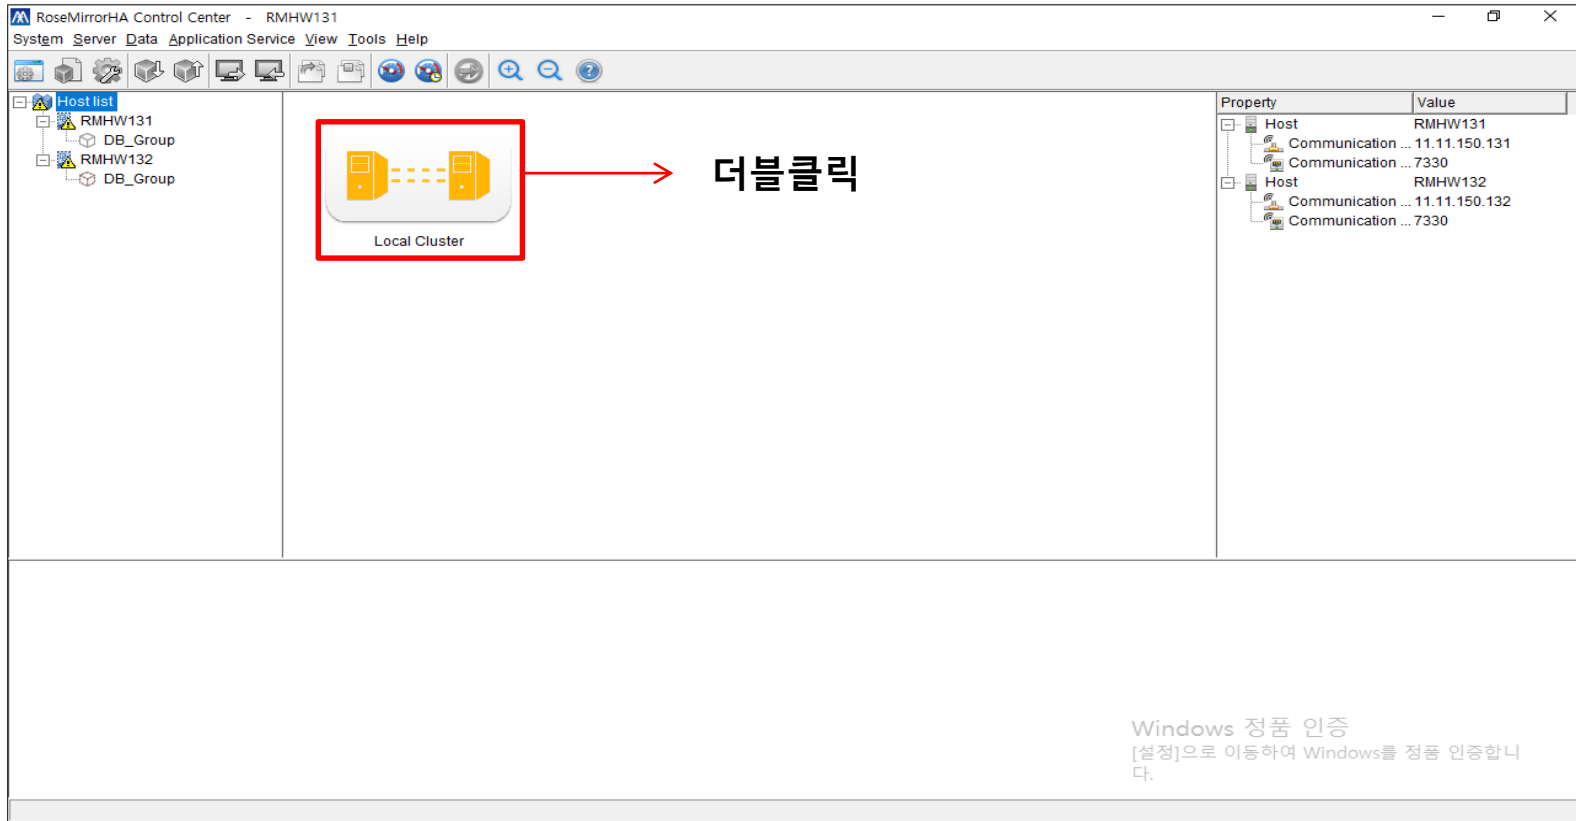 RoseMirrorHA Control Center - RMHW131
System Server Data Application Service View Tools Help
Host list
RMHW131
DB_Group
RMHW132
DB_Group
Local Cluster
더블클릭
Property Value
Host RMHW131
Communication ... 11.11.150.131
Communication ... 7330
Host RMHW132
Communication ... 11.11.150.132
Communication ... 7330
Windows 정품 인증
[설정]으로 이동하여 Windows를 정품 인증합니
다.